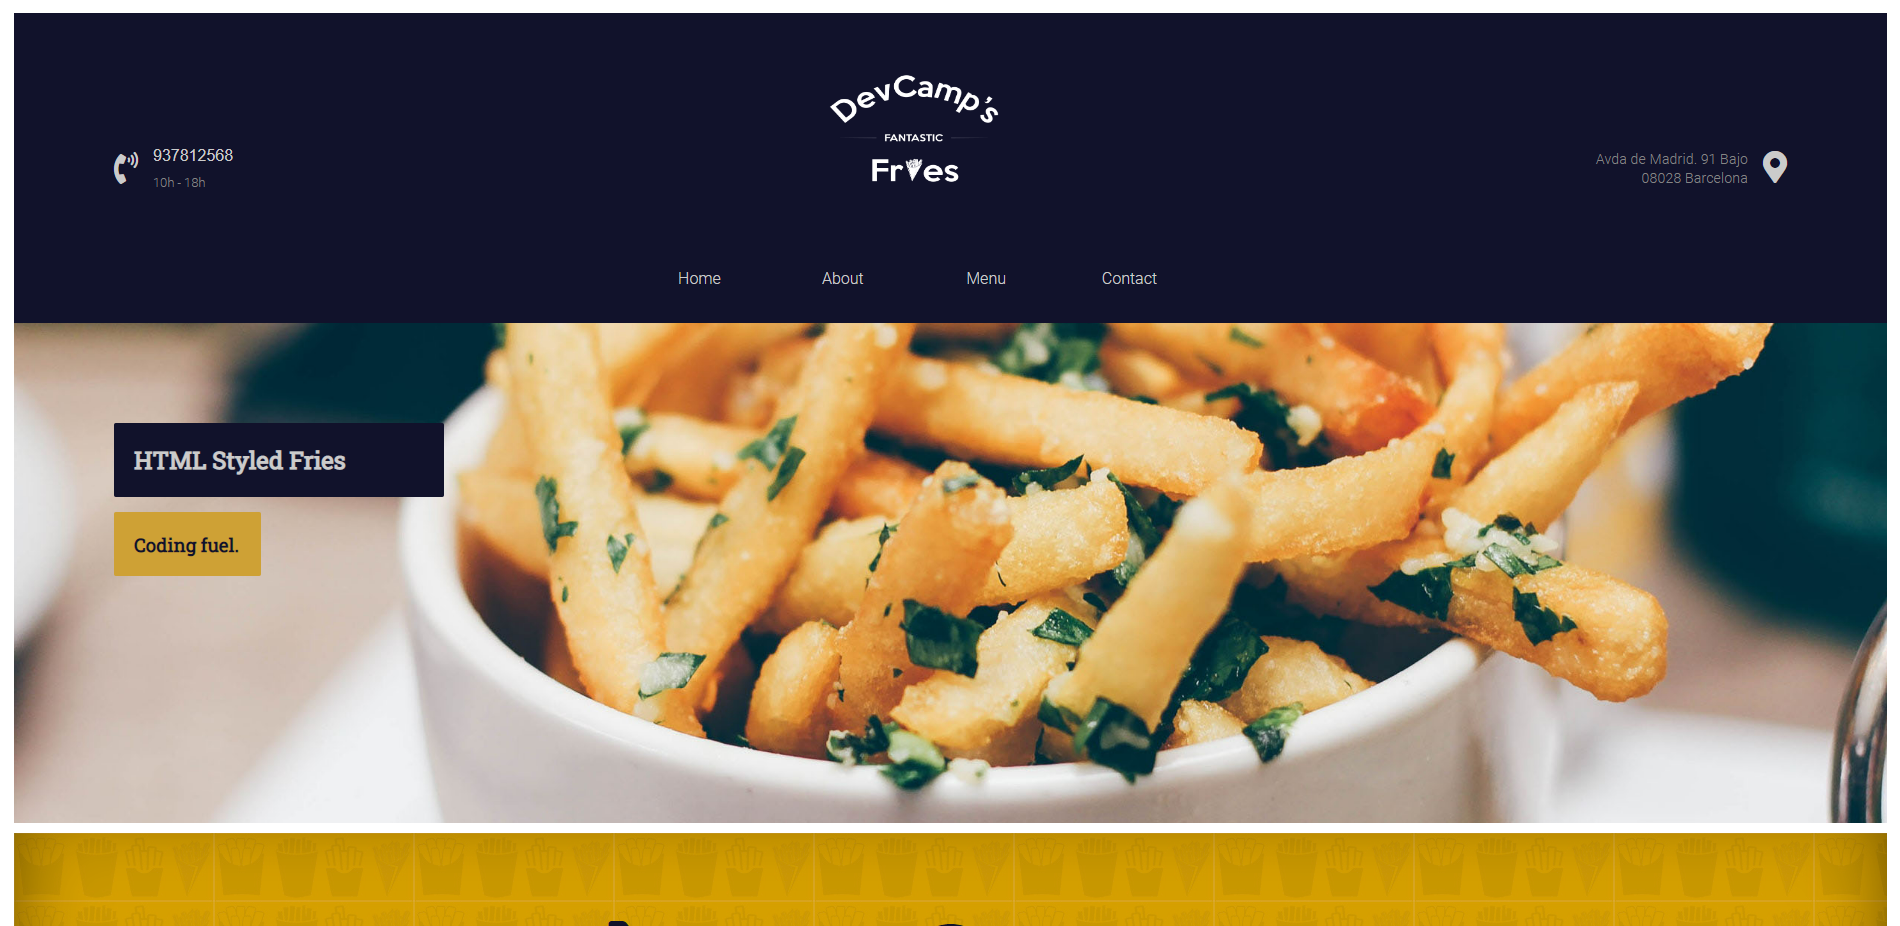 DevCamp's
FANTASTIC
Fries
937812568
10h - 18h
Avda de Madrid. 91 Bajo
08028 Barcelona
Home
About
Menu
Contact
HTML Styled Fries
Coding fuel.